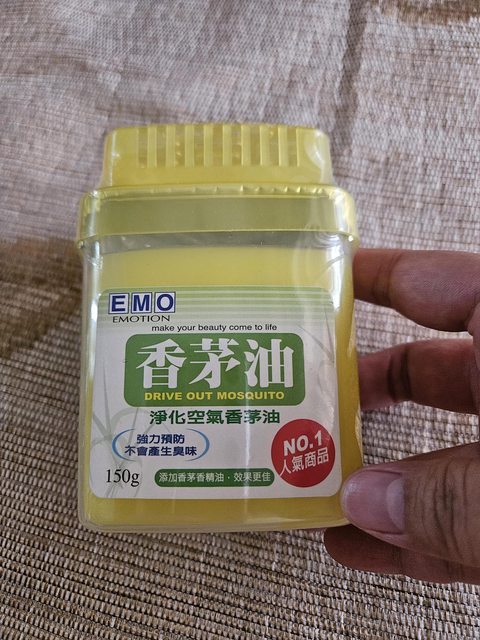 EMO
EMOTION
make your beauty come to life
香茅油
DRIVE OUT MOSQUITO
淨化空氣香茅油
強力預防
不會產生臭味
NO.1
人氣商品
150g
添加香茅香精油，效果更佳